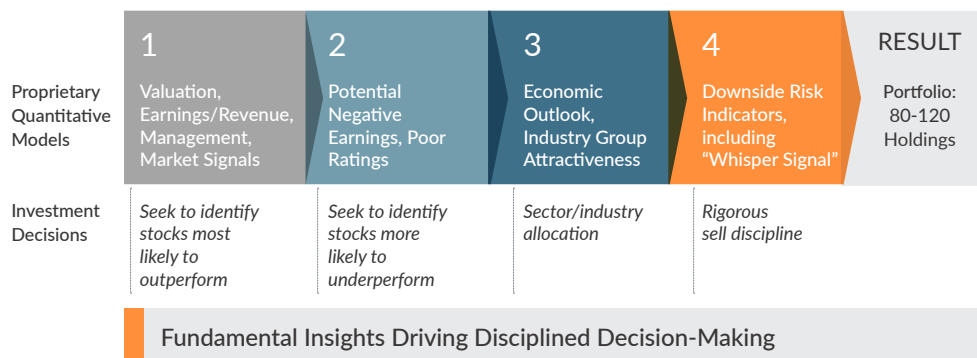 1
2
3
4
RESULT
Proprietary
Quantitative
Models
Valuation,
Earnings/Revenue,
Management,
Market Signals
Potential
Negative
Earnings, Poor
Ratings
Economic
Outlook,
Industry Group
Attractiveness
Downside Risk
Indicators,
including
“Whisper Signal”
Portfolio:
80-120
Holdings
Investment
Decisions
Seek to identify
stocks most
likely to
outperform
Seek to identify
stocks more
likely to
underperform
Sector/industry
allocation
Rigorous
sell discipline
Fundamental Insights Driving Disciplined Decision-Making